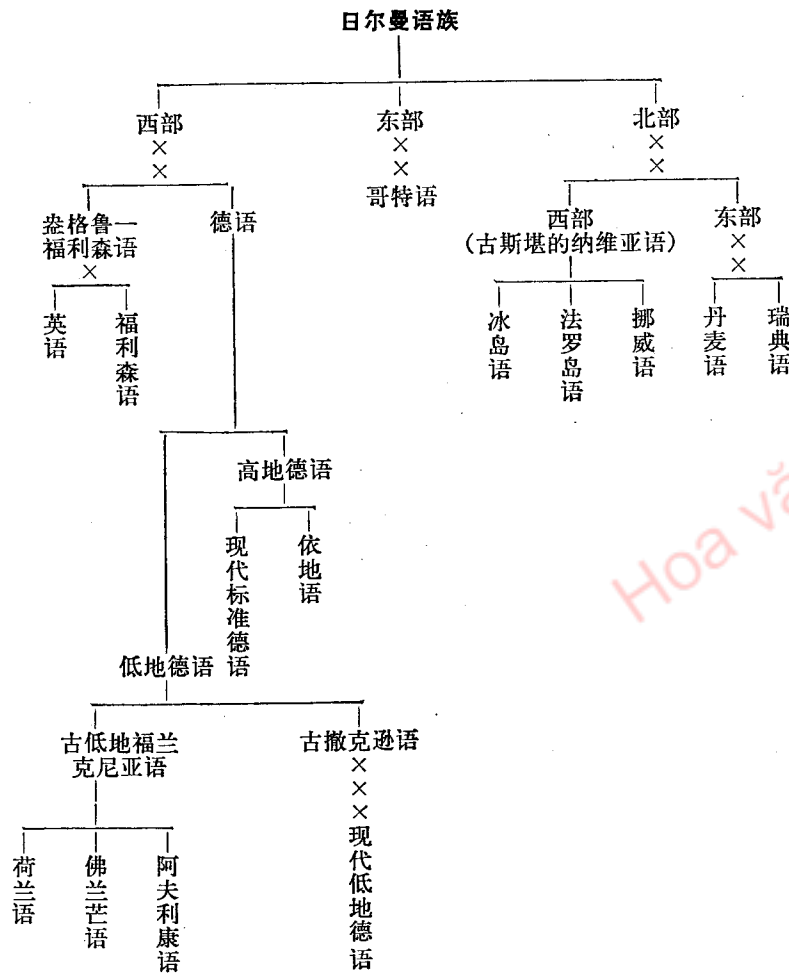 日尔曼语族
西部
东部
北部
×
×
×
×
×
×
哥特语
盎格鲁—
福利森语
×
德语
西部
(古斯堪的纳维亚语)
东部
×
×
英语
福利森语
冰岛语
法罗岛语
挪威语
丹麦语
瑞典语
高地德语
现代标准德语
依地语
低地德语
古低地福兰
克尼亚语
古撒克逊语
×
×
×
荷兰语
佛兰芒语
阿夫利康语
现代低地德语
Hoa